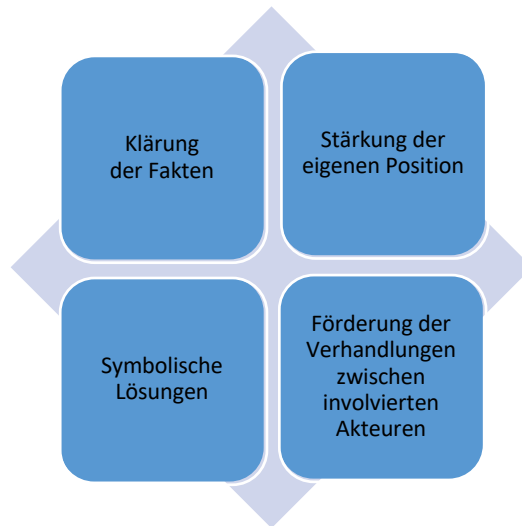 Klärung
der Fakten
Stärkung der
eigenen Position
Symbolische
Lösungen
Förderung der
Verhandlungen
zwischen
involvierten
Akteuren